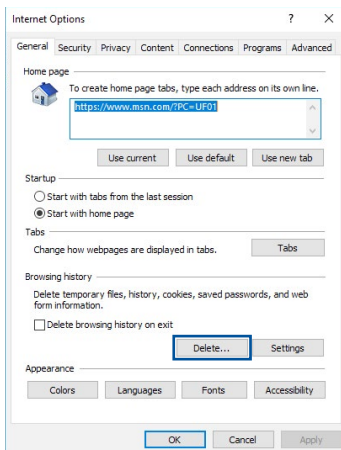 Internet Options ? X
General Security Privacy Content Connections Programs Advanced
Home page
To create home page tabs, type each address on its own line.
https://www.msn.com/?PC=UF01
Use current Use default Use new tab
Startup
Start with tabs from the last session
Start with home page
Tabs
Change how webpages are displayed in tabs. Tabs
Browsing history
Delete temporary files, history, cookies, saved passwords, and web
form information.
Delete browsing history on exit
Delete... Settings
Appearance
Colors Languages Fonts Accessibility
OK Cancel Apply